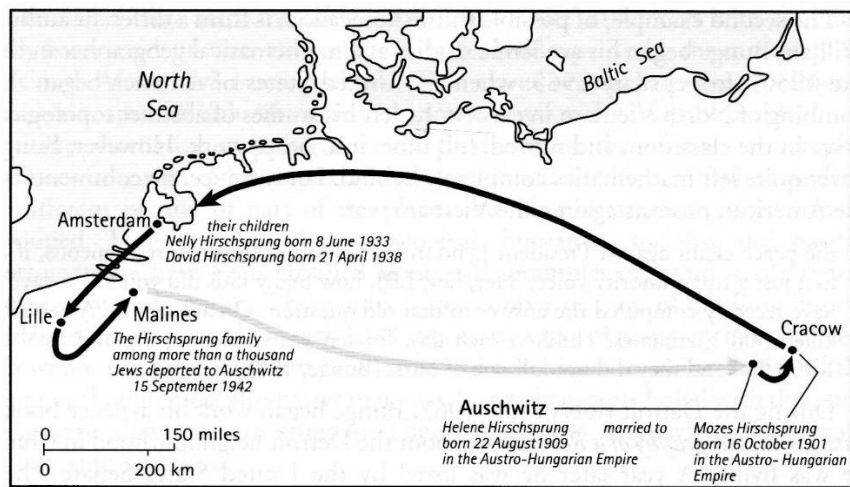 North
Sea
Baltic Sea
Amsterdam
their children
Nelly Hirschsprung born 8 June 1933
David Hirschsprung born 21 April 1938
Lille
Malines
Cracow
The Hirschsprung family
among more than a thousand
Jews deported to Auschwitz
15 September 1942
Auschwitz
Helene Hirschsprung married to
born 22 August1909
in the Austro-Hungarian
Empire
Mozes Hirschsprung
born 16 October 1901
in the Austro- Hungarian
Empire
0 150 miles
0 200 km